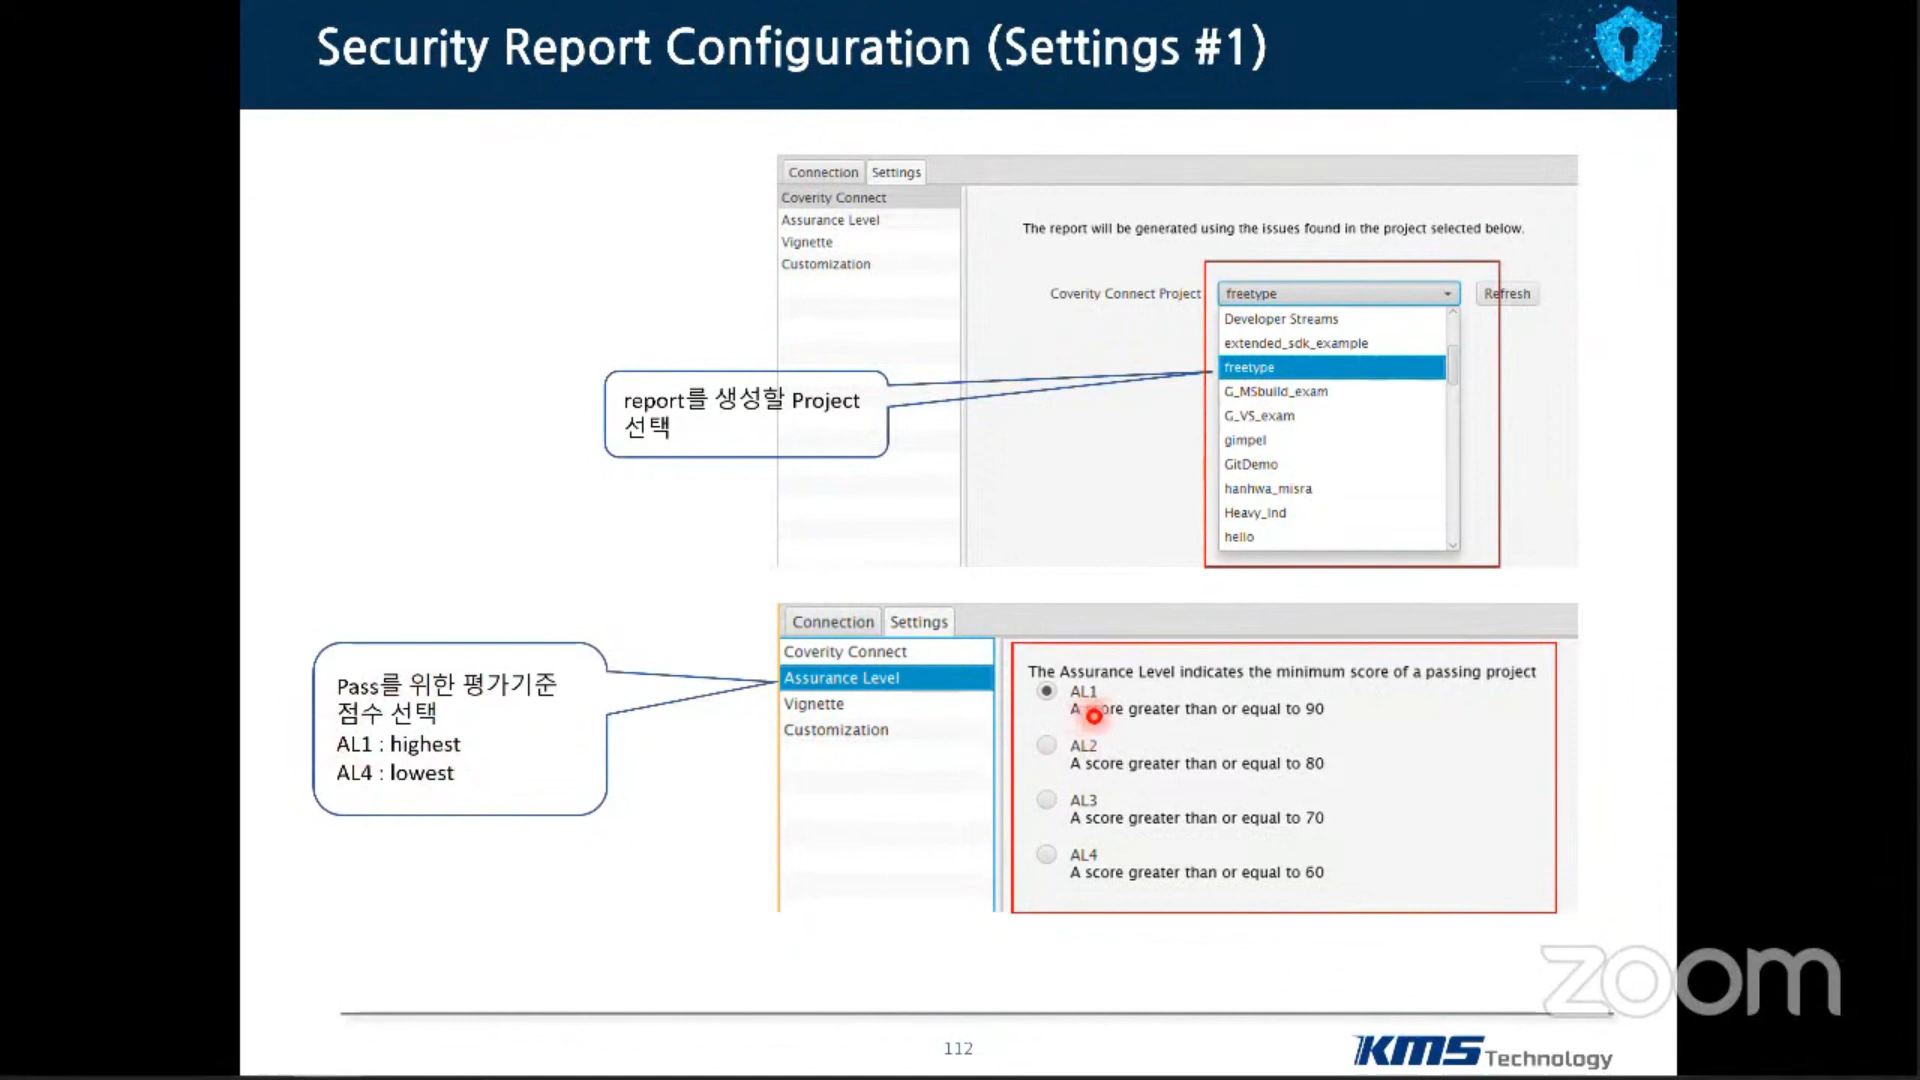 Security Report Configuration (Settings #1)
Connection Settings
Coverity Connect
Assurance Level
Vignette
Customization
The report will be generated using the issues found in the project selected below.
Coverity Connect Project freetype Refresh
Developer Streams
extended_sdk_example
freetype
G_MSbuild_exam
G_VS_exam
gimpel
GitDemo
hanhwa_misra
Heavy_Ind
hello
report를 생성할 Project
선택
Connection Settings
Coverity Connect
Assurance Level
Vignette
Customization
The Assurance Level indicates the minimum score of a passing project
AL1
A score greater than or equal to 90
AL2
A score greater than or equal to 80
AL3
A score greater than or equal to 70
AL4
A score greater than or equal to 60
Pass를 위한 평가기준
점수 선택
AL1 : highest
AL4 : lowest
zoom
112
KMS Technology